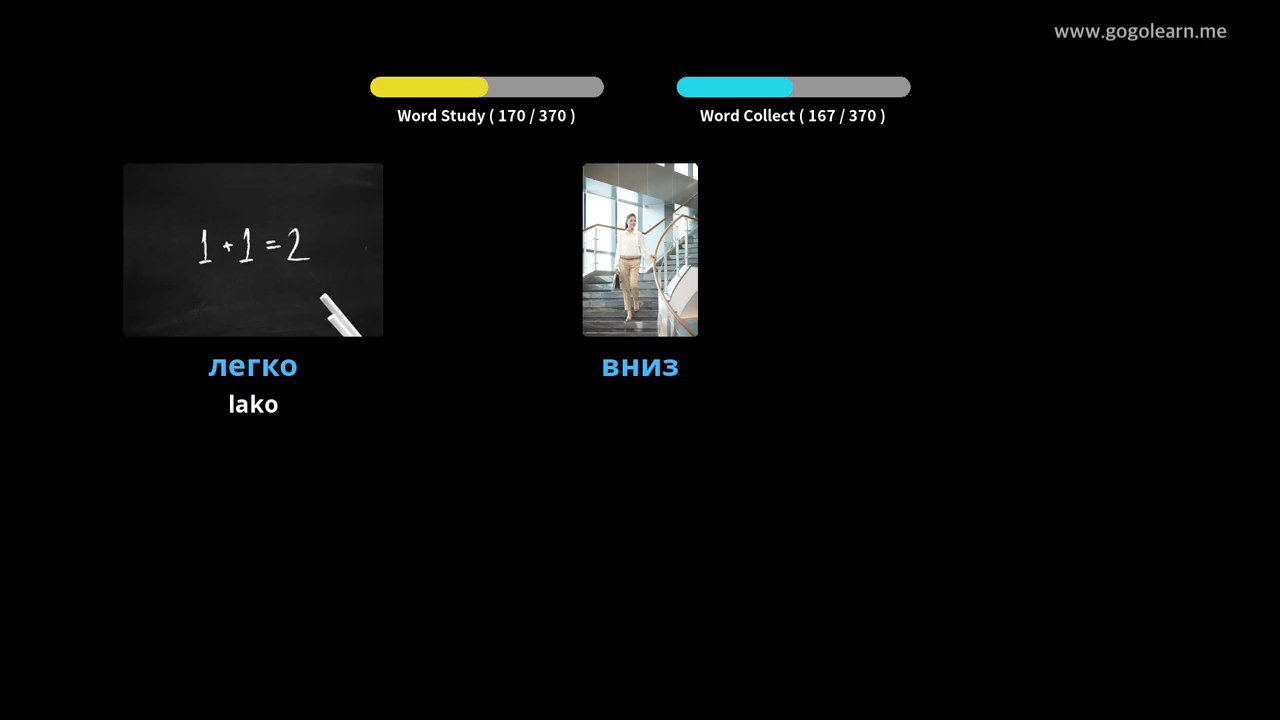 www.gogolearn.me
Word Study ( 170 / 370 )
Word Collect ( 167 / 370 )
1 + 1 = 2
легко
lako
вниз